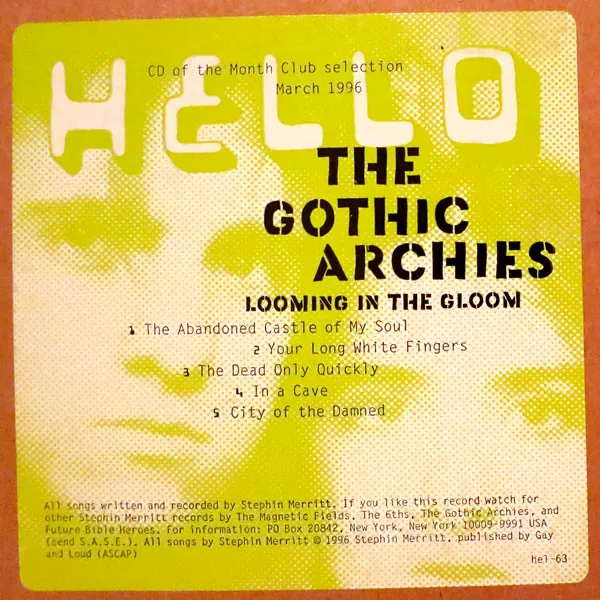 HELLO
CD of the Month Club selection
March 1996
THE
GOTHIC
ARCHIES
LOOMING IN THE GLOOM
1 The Abandoned Castle of My Soul
2 Your Long White Fingers
3 The Dead Only Quickly
4 In a Cave
5 City of the Damned
All songs written and recorded by Stephin Merritt. If you like this record watch for
other Stephin Merritt records by The Magnetic Fields, The 6ths, The Gothic Archies, and
Future Bible Heroes. For information: PO Box 20842, New York, New York 10009-9991 USA
(send S.A.S.E.). All songs by Stephin Merritt © 1996 Stephin Merritt, published by Gay
and Loud (ASCAP)
hel-63